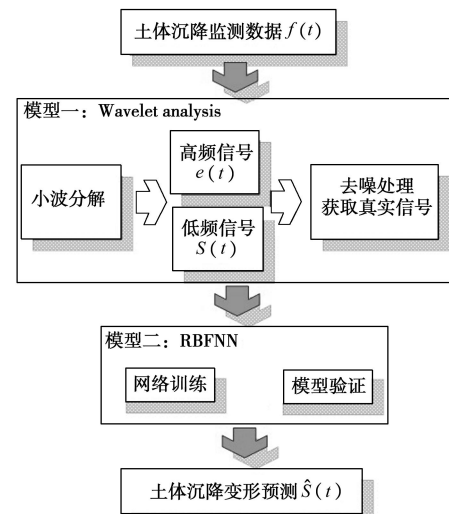 土体沉降监测数据 f(t)
模型一：Wavelet analysis
小波分解
高频信号
e(t)
低频信号
S(t)
去噪处理
获取真实信号
模型二：RBFNN
网络训练
模型验证
土体沉降变形预测 Ŝ(t)